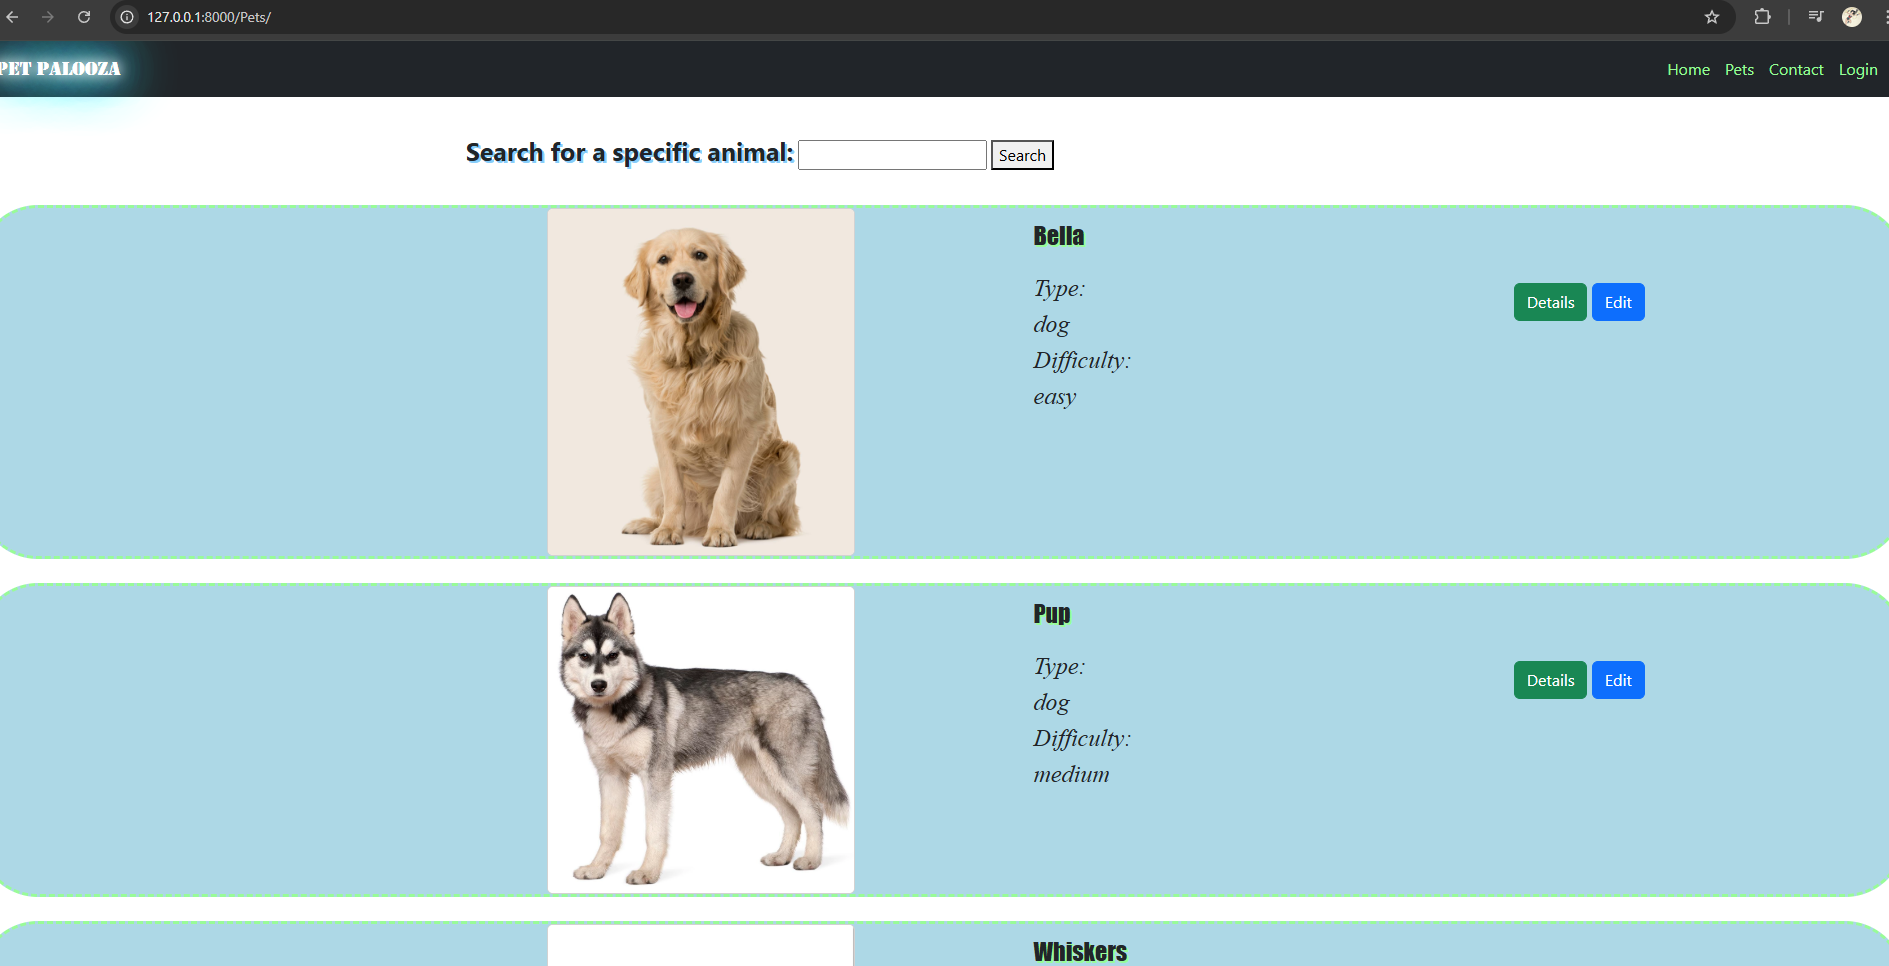 127.0.0.1:8000/Pets/
PET PALOOZA
Home Pets Contact Login
Search for a specific animal: Search
Bella
Type:
dog
Difficulty:
easy
Details Edit
Pup
Type:
dog
Difficulty:
medium
Details Edit
Whiskers